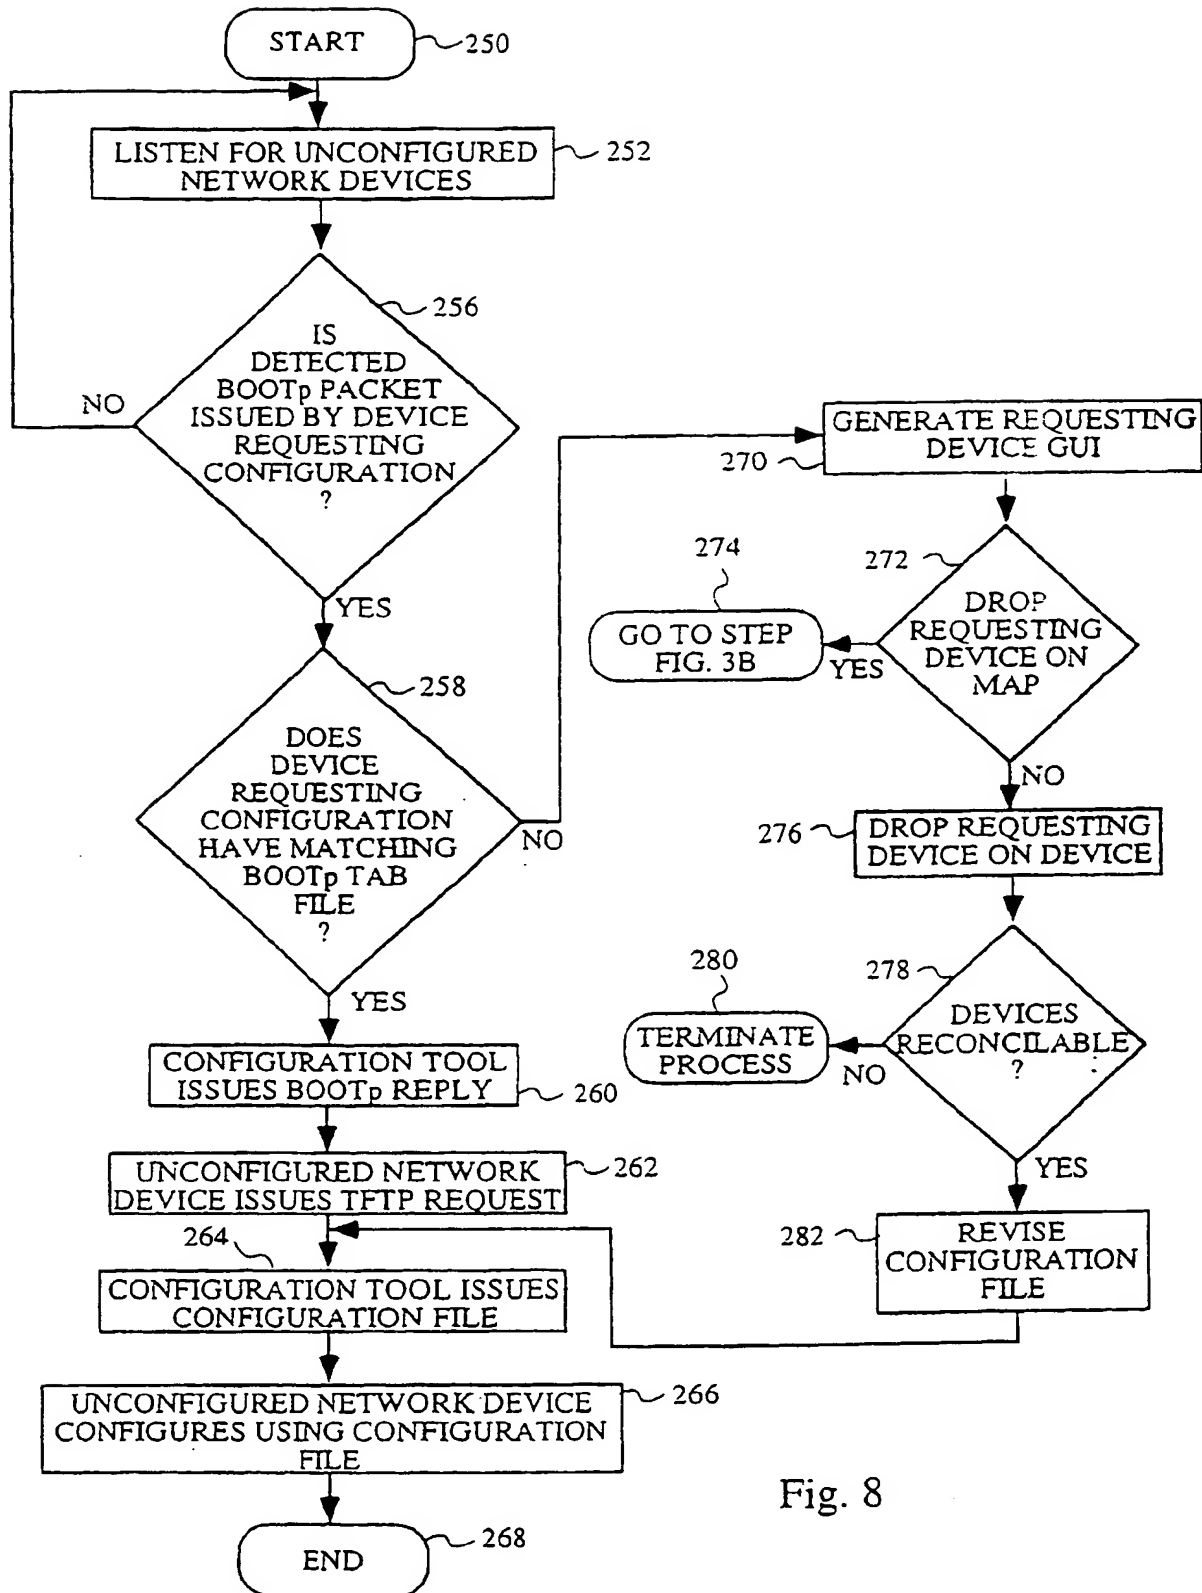 START
250
LISTEN FOR UNCONFIGURED
NETWORK DEVICES
252
256
IS
DETECTED
BOOTp PACKET
ISSUED BY DEVICE
REQUESTING
CONFIGURATION
?
NO
YES
258
DOES
DEVICE
REQUESTING
CONFIGURATION
HAVE MATCHING
BOOTp TAB
FILE
?
NO
YES
CONFIGURATION TOOL
ISSUES BOOTp REPLY
260
UNCONFIGURED NETWORK
DEVICE ISSUES TFTP REQUEST
262
264
CONFIGURATION TOOL ISSUES
CONFIGURATION FILE
UNCONFIGURED NETWORK DEVICE
CONFIGURES USING CONFIGURATION
FILE
266
END
268
GENERATE REQUESTING
DEVICE GUI
270
272
DROP
REQUESTING
DEVICE ON
MAP
YES
274
GO TO STEP
FIG. 3B
NO
276
DROP REQUESTING
DEVICE ON DEVICE
278
DEVICES
RECONCILABLE
?
NO
280
TERMINATE
PROCESS
YES
282
REVISE
CONFIGURATION
FILE
Fig. 8